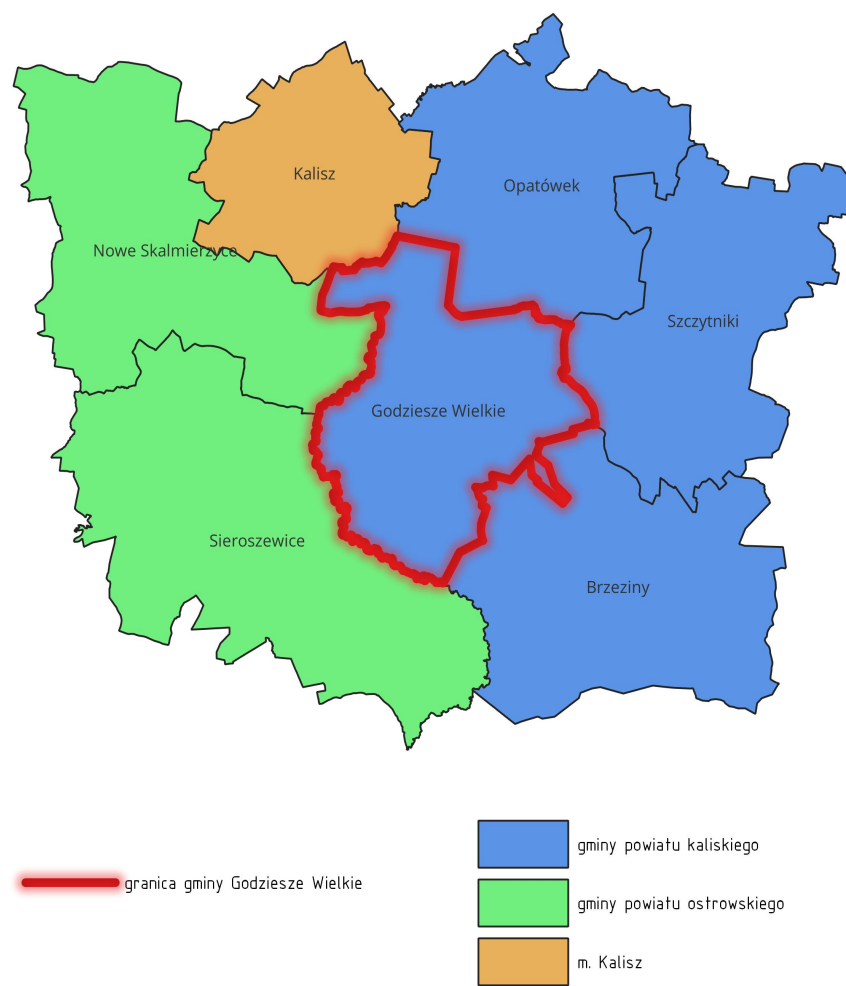 Kalisz
Opatówek
Nowe Skalmierzyce
Szczytniki
Godziesze Wielkie
Sieroszewice
Brzeziny
gminy powiatu kaliskiego
granica gminy Godziesze Wielkie
gminy powiatu ostrowskiego
m. Kalisz